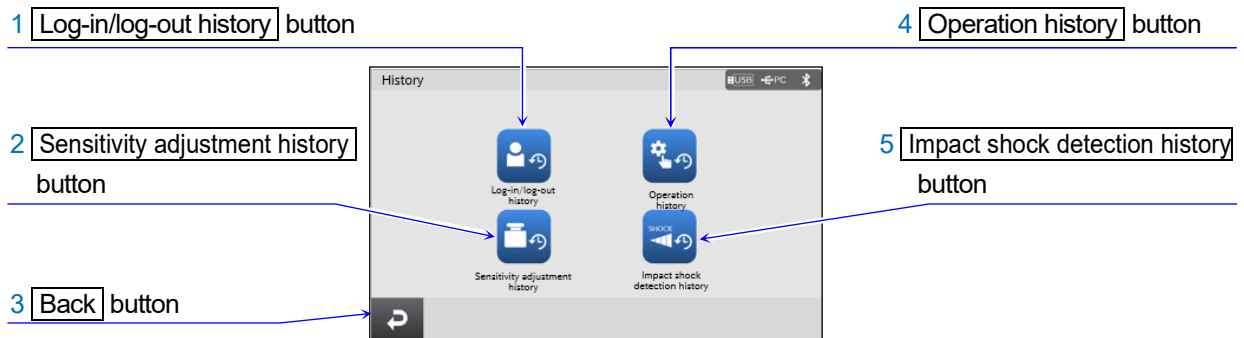 1 Log-in/log-out history button
4 Operation history button
History
USB PC
2 Sensitivity adjustment history
button
5 Impact shock detection history
button
Log-in/log-out
history
Operation
history
SHOCK
Sensitivity adjustment
history
Impact shock
detection history
3 Back button